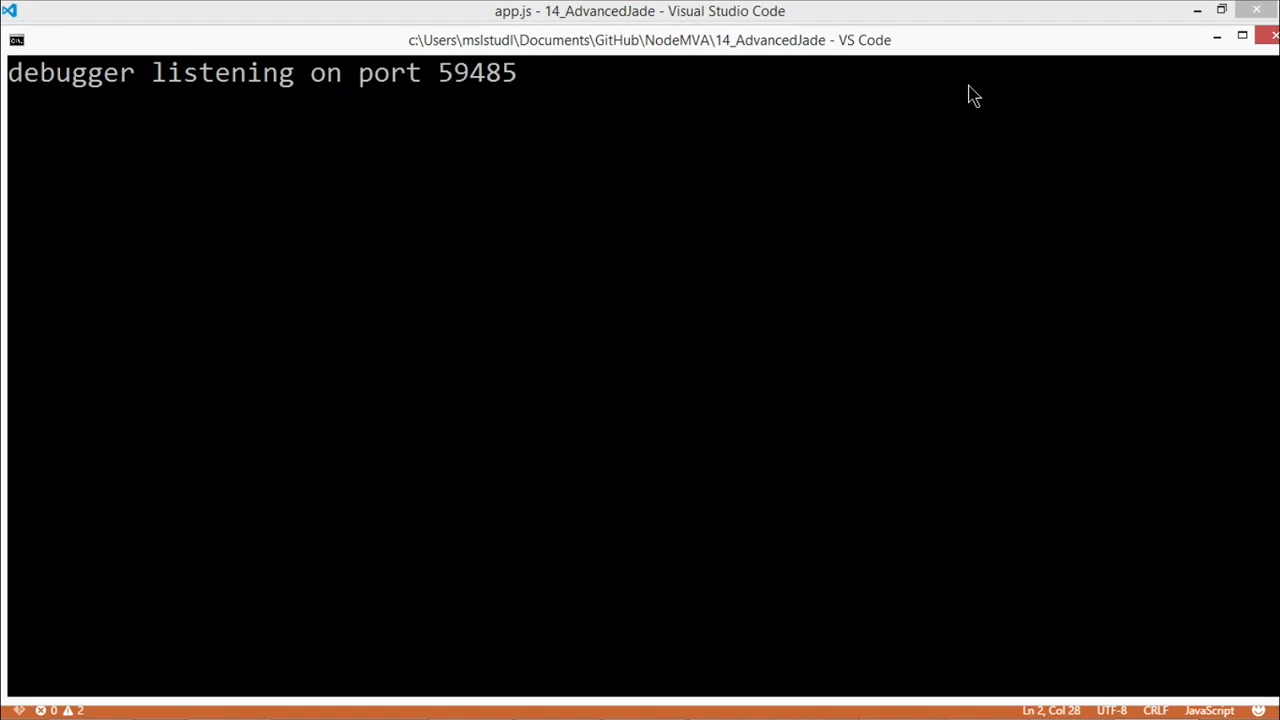 app.js - 14_AdvancedJade - Visual Studio Code
c:\Users\mslstudl\Documents\GitHub\NodeMVA\14_AdvancedJade - VS Code
debugger listening on port 59485
0 2 Ln 2, Col 28 UTF-8 CRLF JavaScript